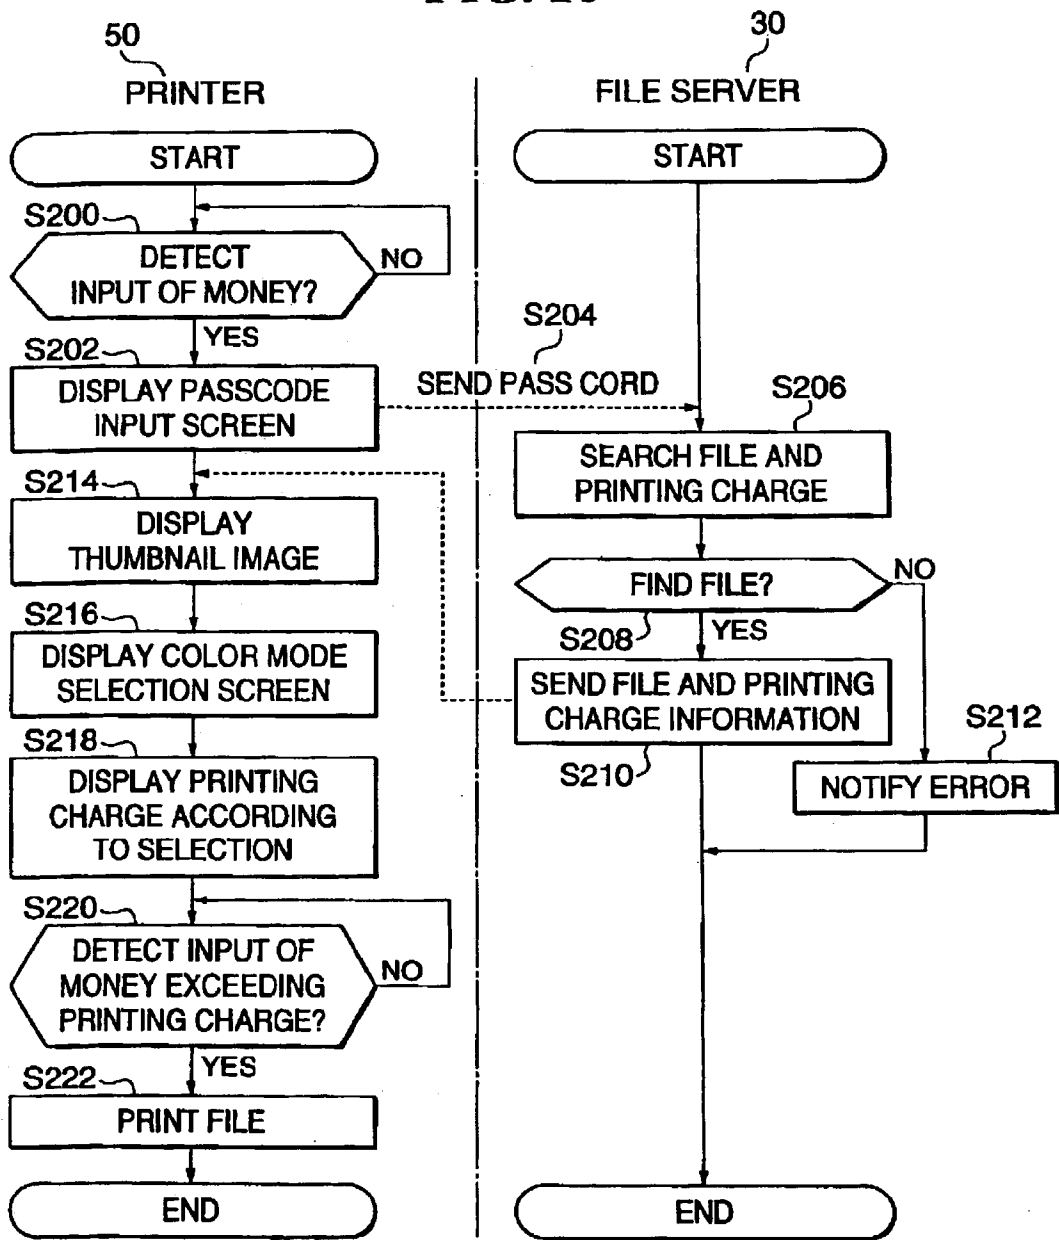 50
PRINTER
START
S200
DETECT
INPUT OF MONEY?
NO
YES
S202
DISPLAY PASSCODE
INPUT SCREEN
S214
DISPLAY
THUMBNAIL IMAGE
S216
DISPLAY COLOR MODE
SELECTION SCREEN
S218
DISPLAY PRINTING
CHARGE ACCORDING
TO SELECTION
S220
DETECT INPUT OF
MONEY EXCEEDING
PRINTING CHARGE?
NO
YES
S222
PRINT FILE
END
S204
SEND PASS CORD
30
FILE SERVER
START
S206
SEARCH FILE AND
PRINTING CHARGE
FIND FILE?
NO
S208
YES
SEND FILE AND PRINTING
CHARGE INFORMATION
S210
S212
NOTIFY ERROR
END